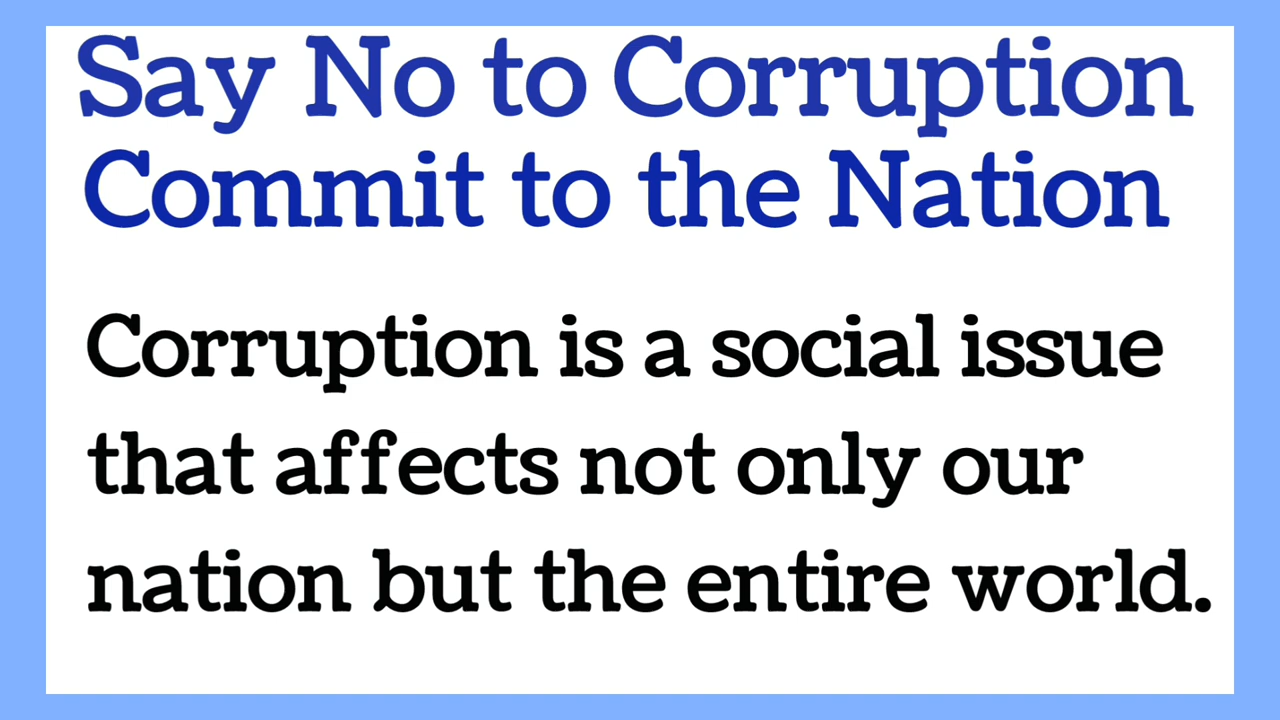 Say No to Corruption
Commit to the Nation
Corruption is a social issue
that affects not only our
nation but the entire world.